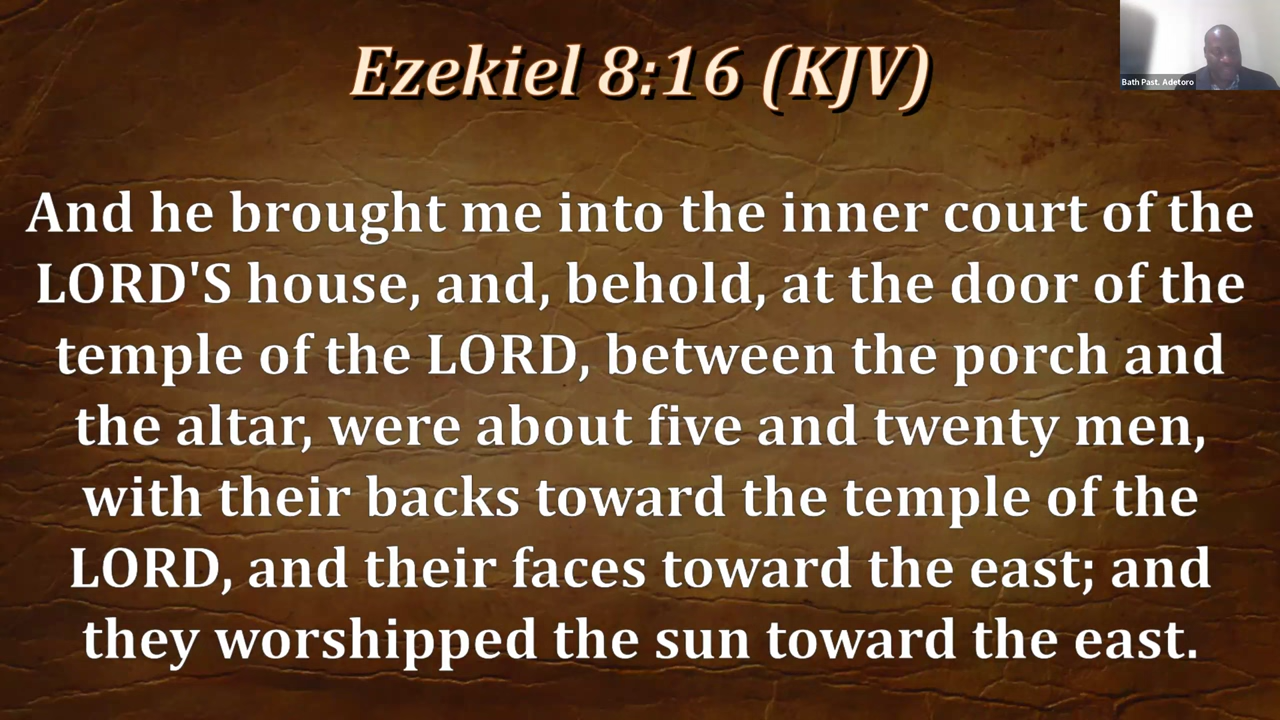 Ezekiel 8:16 (KJV)
Bath Past. Adetoro
And he brought me into the inner court of the
LORD'S house, and, behold, at the door of the
temple of the LORD, between the porch and
the altar, were about five and twenty men,
with their backs toward the temple of the
LORD, and their faces toward the east; and
they worshipped the sun toward the east.